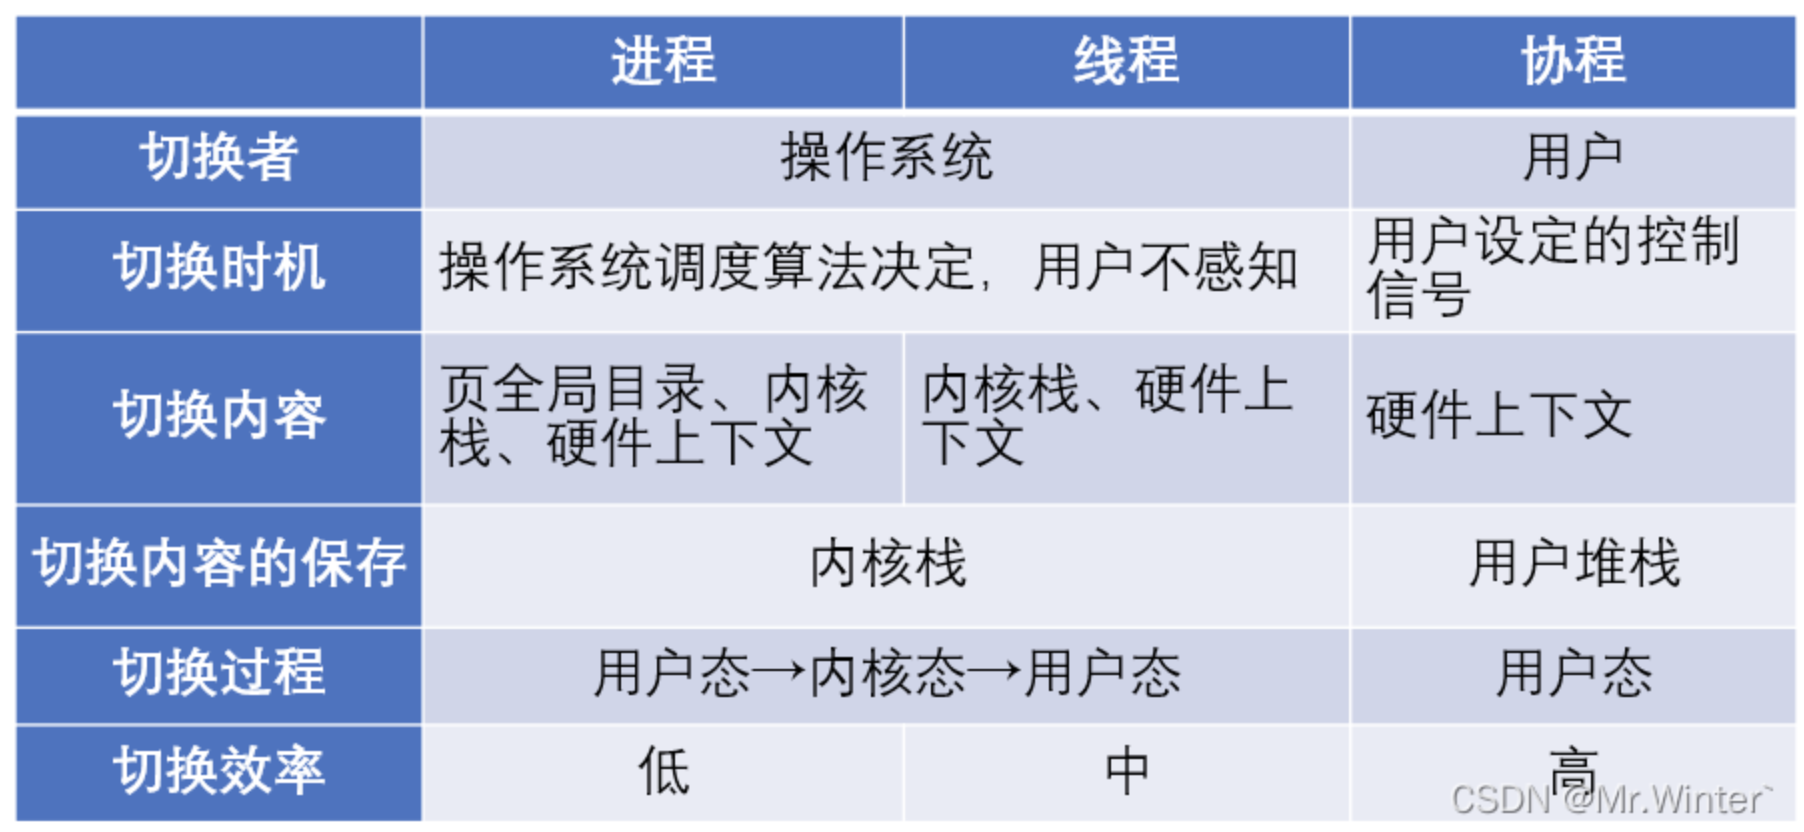 进程 线程 协程
切换者 操作系统 用户
切换时机 操作系统调度算法决定，用户不感知 用户设定的控制
信号
切换内容 页全局目录、内核
栈、硬件上下文 内核栈、硬件上
下文 硬件上下文
切换内容的保存 内核栈 用户堆栈
切换过程 用户态→内核态→用户态 用户态
切换效率 低 中 高
CSDN @Mr.Winter`